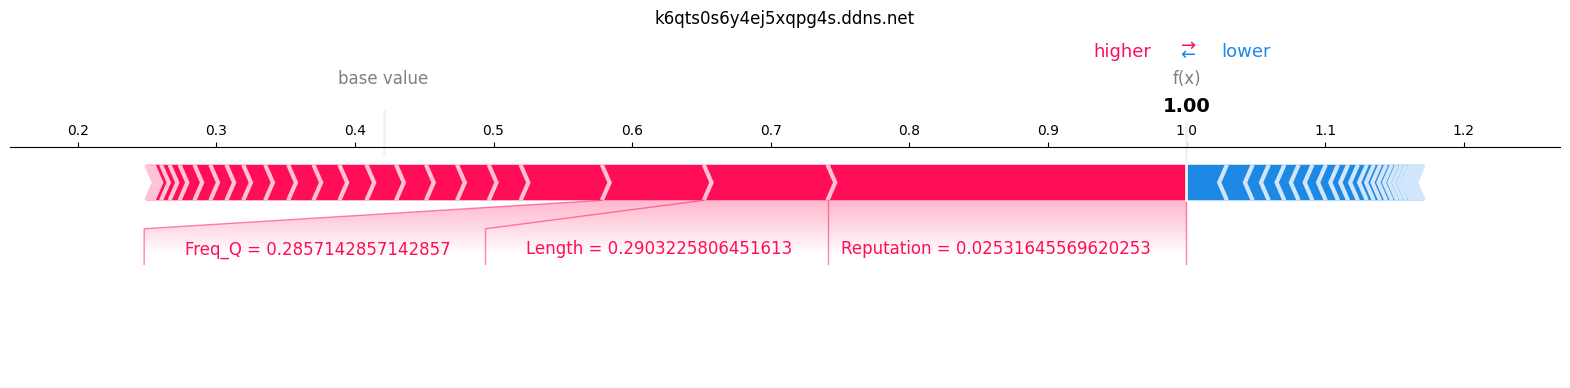 k6qts0s6y4ej5xqpg4s.ddns.net
higher ⇄ lower
base value f(x)
1.00
0.2 0.3 0.4 0.5 0.6 0.7 0.8 0.9 1.0 1.1 1.2
Freq_Q = 0.2857142857142857 Length = 0.2903225806451613 Reputation = 0.02531645569620253